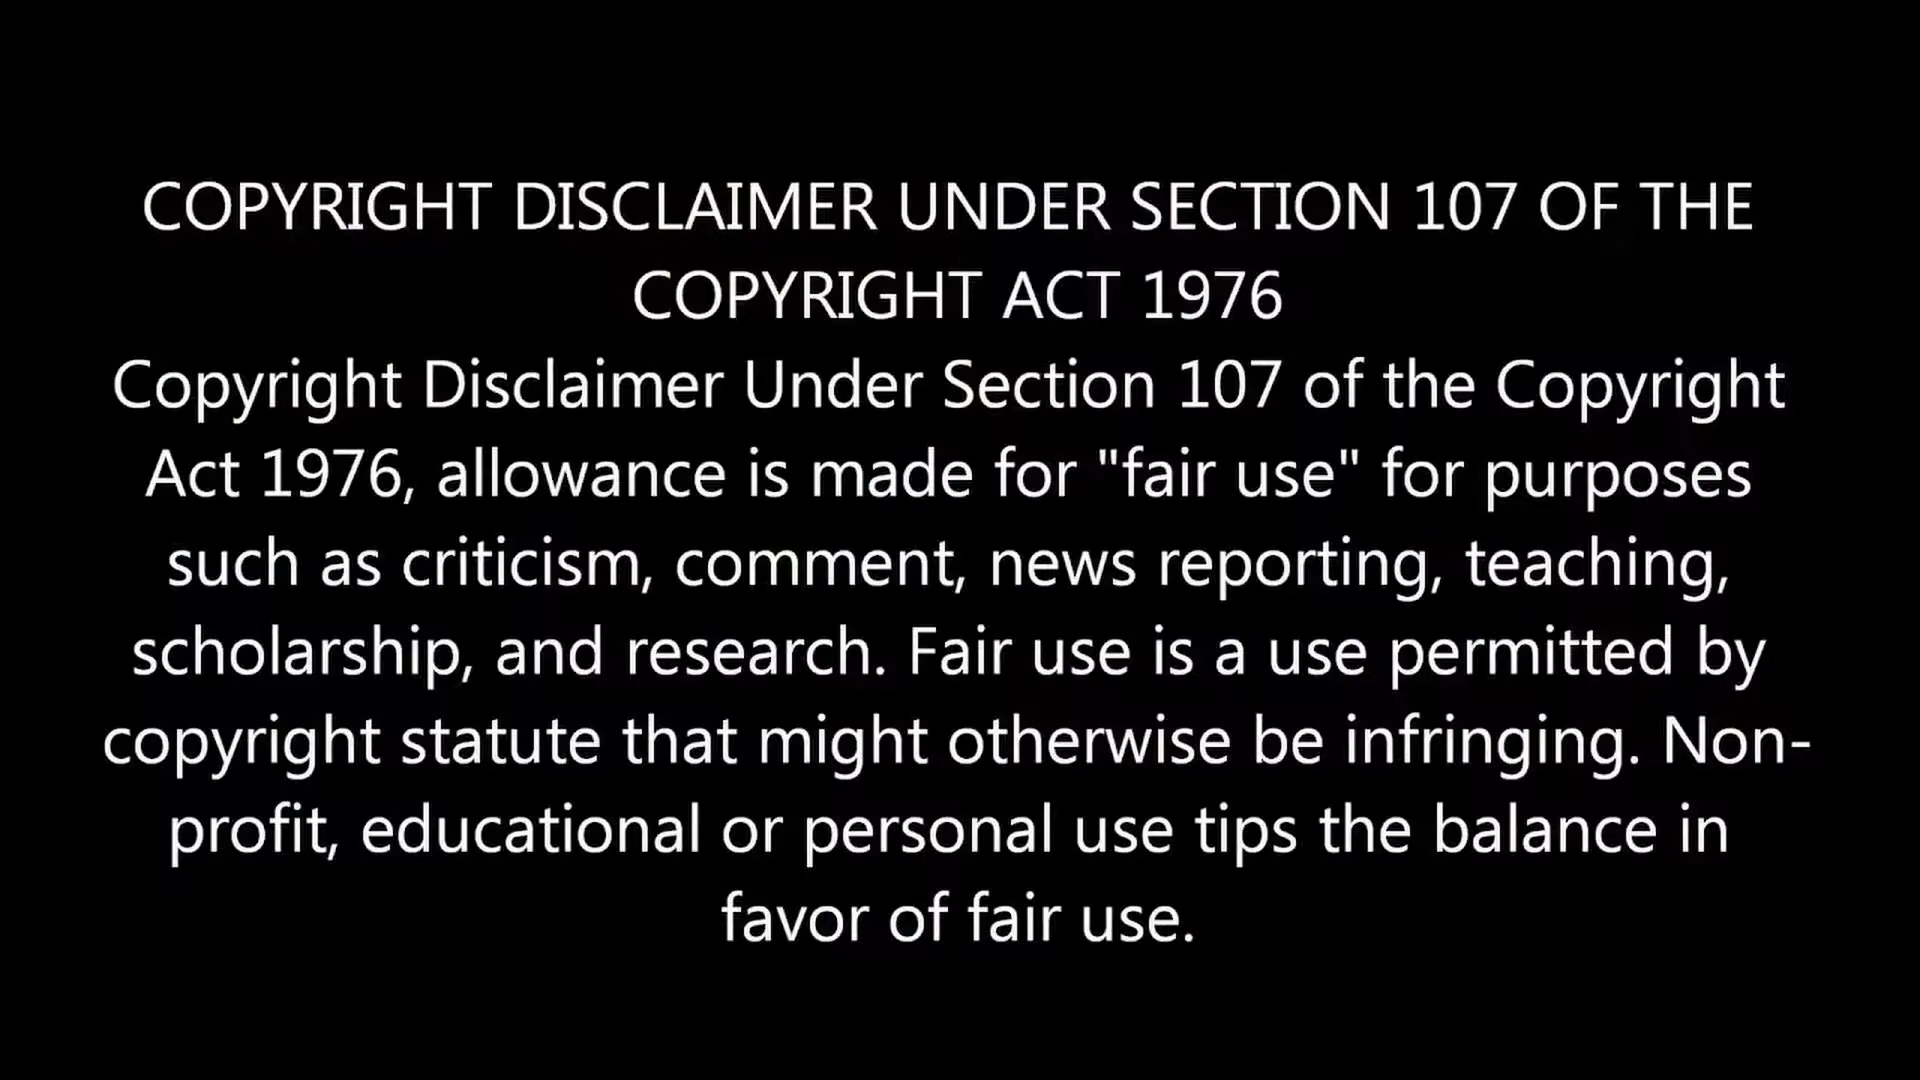 COPYRIGHT DISCLAIMER UNDER SECTION 107 OF THE
COPYRIGHT ACT 1976
Copyright Disclaimer Under Section 107 of the Copyright
Act 1976, allowance is made for "fair use" for purposes
such as criticism, comment, news reporting, teaching,
scholarship, and research. Fair use is a use permitted by
copyright statute that might otherwise be infringing. Non-
profit, educational or personal use tips the balance in
favor of fair use.